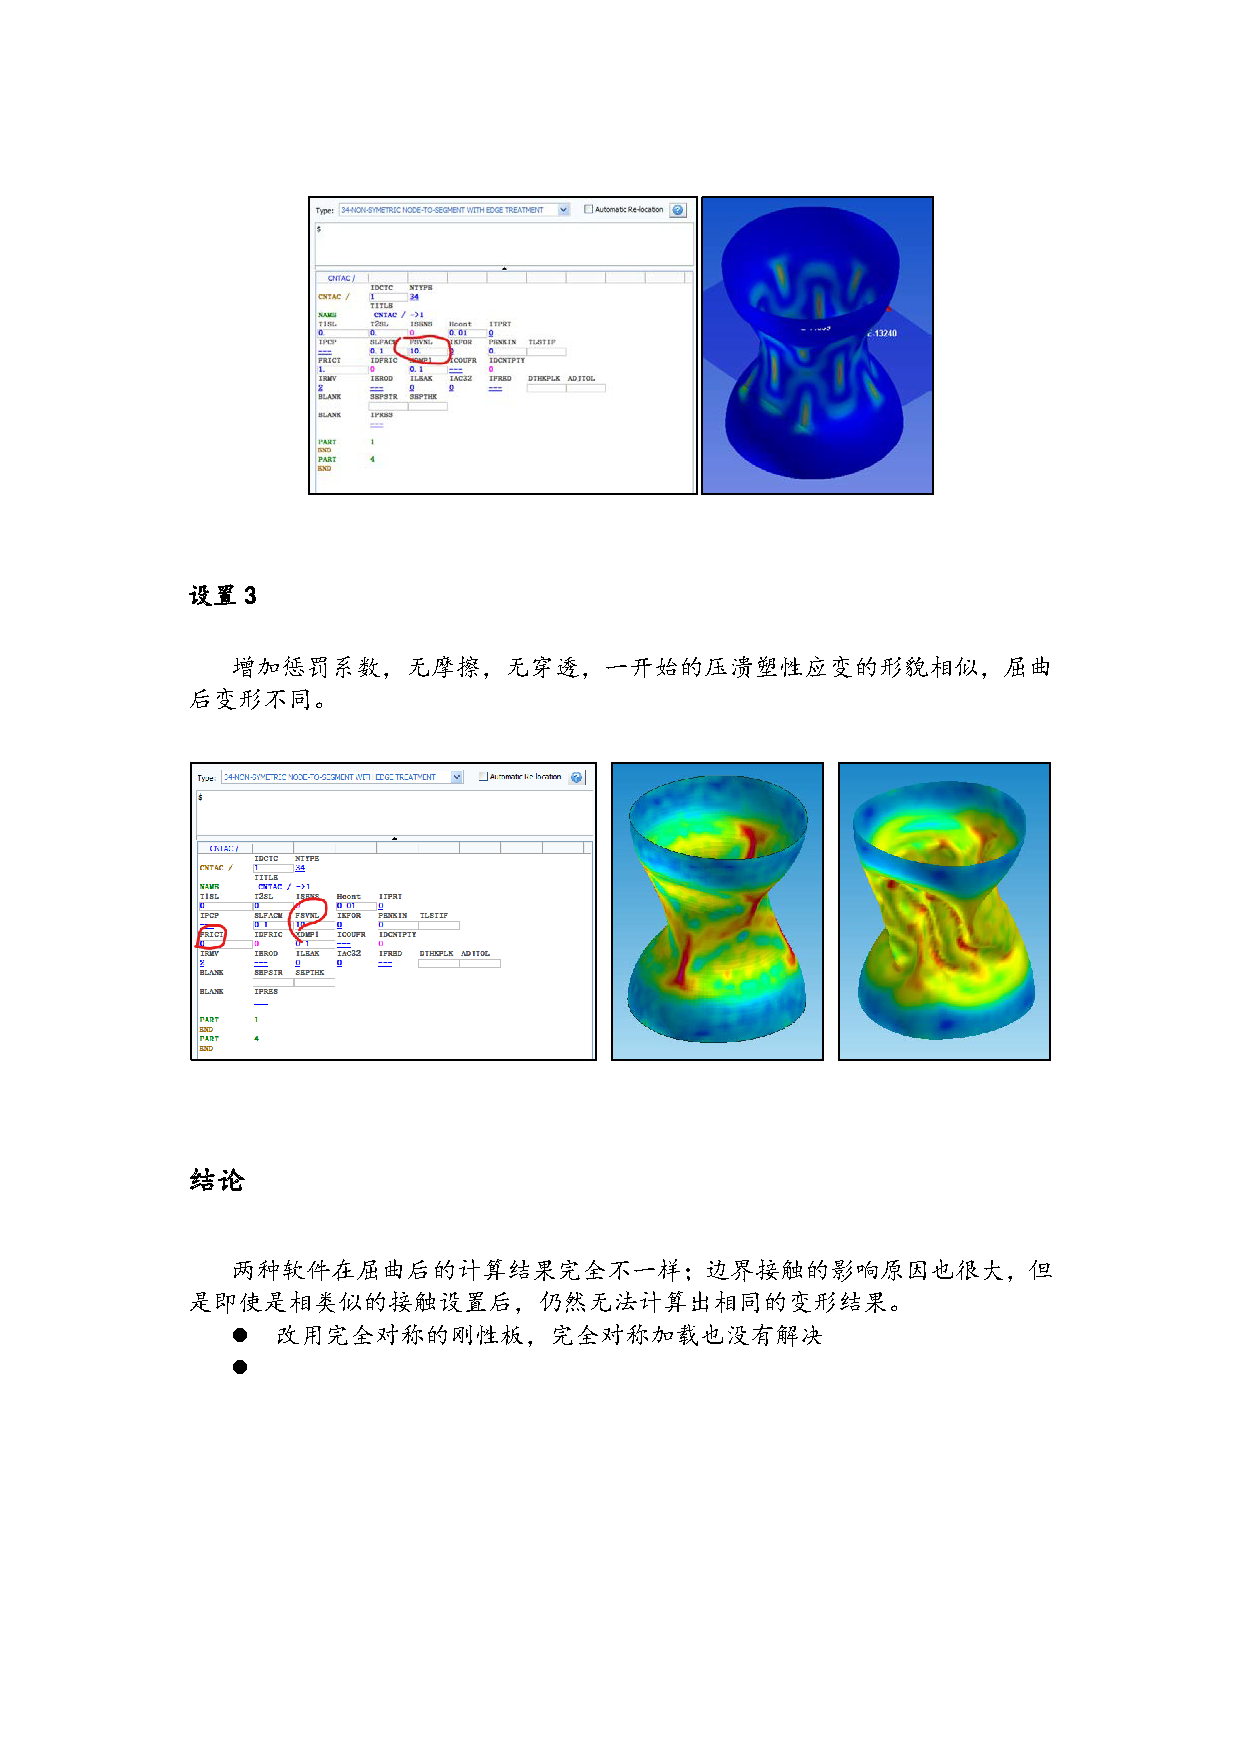 Type: 34-NON-SYMETRIC NODE-TO-SEGMENT WITH EDGE TREATMENT Automatic Re-location
$
CNTAC /
IDCTC NTYPE
CNTAC / 1 34
TITLE
NAME CNTAC / ->1
T1SL T2SL ISENS Hcont ITPRT
0. 0. 0 0.01 0
IPCP SLFACM FSVNL IKFOR PENKIN TLSTIF
--- 0.1 10. 0.
FRICT IDFRIC XDMP1 ICOUFR IDCNTPTY
1. 0 0.1 --- 0
IRMV IEROD ILEAK IAC32 IFRED DTHKPLK ADJTOL
2 --- 0 0 ---
BLANK SEPSTR SEPTHK
BLANK IPRES
---
PART 1
END
PART 4
END
E-13240
设置 3
增加惩罚系数，无摩擦，无穿透，一开始的压溃塑性应变的形貌相似，屈曲
后变形不同。
Type: 34-NON-SYMETRIC NODE-TO-SEGMENT WITH EDGE TREATMENT Automatic Re-location
$
CNTAC /
IDCTC NTYPE
CNTAC / 1 34
TITLE
NAME CNTAC / ->1
T1SL T2SL ISENS Hcont ITPRT
0 0 0 0.01 0
IPCP SLFACM FSVNL IKFOR PENKIN TLSTIF
--- 0.1 10. 0 0
FRICT IDFRIC XDMP1 ICOUFR IDCNTPTY
0 0 0.1 --- 0
IRMV IEROD ILEAK IAC32 IFRED DTHKPLK ADJTOL
2 --- 0 0 ---
BLANK SEPSTR SEPTHK
BLANK IPRES
---
PART 1
END
PART 4
END
结论
两种软件在屈曲后的计算结果完全不一样；边界接触的影响原因也很大，但
是即使是相类似的接触设置后，仍然无法计算出相同的变形结果。
● 改用完全对称的刚性板，完全对称加载也没有解决
●